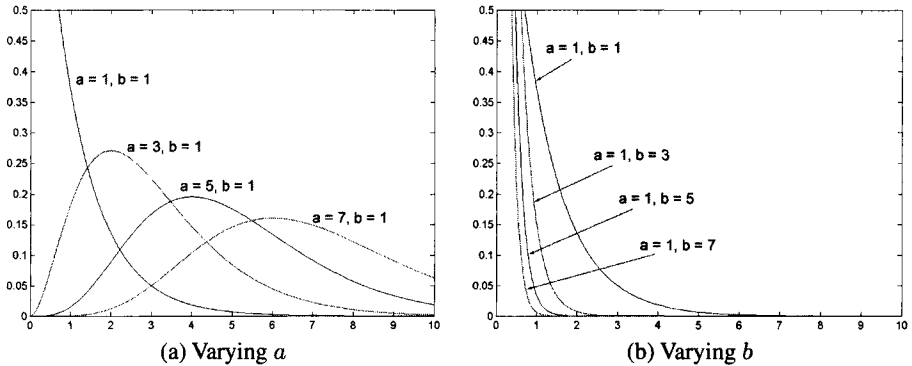 0.5
0.45
0.4
0.35
0.3
0.25
0.2
0.15
0.1
0.05
0
0 1 2 3 4 5 6 7 8 9 10
a = 1, b = 1
a = 3, b = 1
a = 5, b = 1
a = 7, b = 1
(a) Varying a
0.5
0.45
0.4
0.35
0.3
0.25
0.2
0.15
0.1
0.05
0
0 1 2 3 4 5 6 7 8 9 10
a = 1, b = 1
a = 1, b = 3
a = 1, b = 5
a = 1, b = 7
(b) Varying b